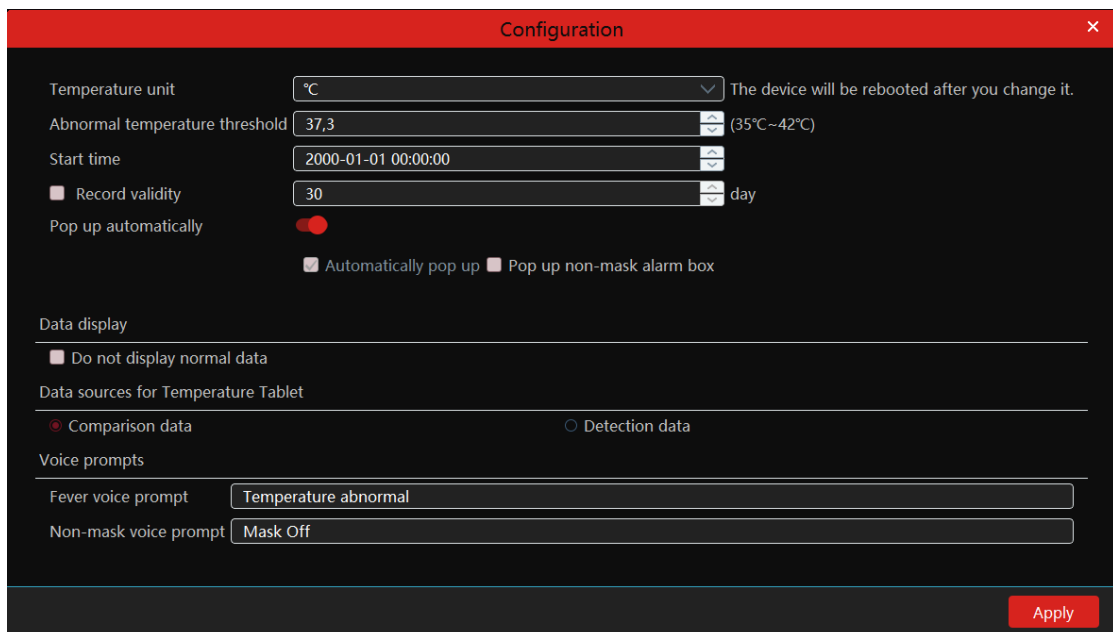 Configuration
Temperature unit ℃ The device will be rebooted after you change it.
Abnormal temperature threshold 37,3 (35℃~42℃)
Start time 2000-01-01 00:00:00
Record validity 30 day
Pop up automatically
Automatically pop up Pop up non-mask alarm box
Data display
Do not display normal data
Data sources for Temperature Tablet
Comparison data Detection data
Voice prompts
Fever voice prompt Temperature abnormal
Non-mask voice prompt Mask Off
Apply